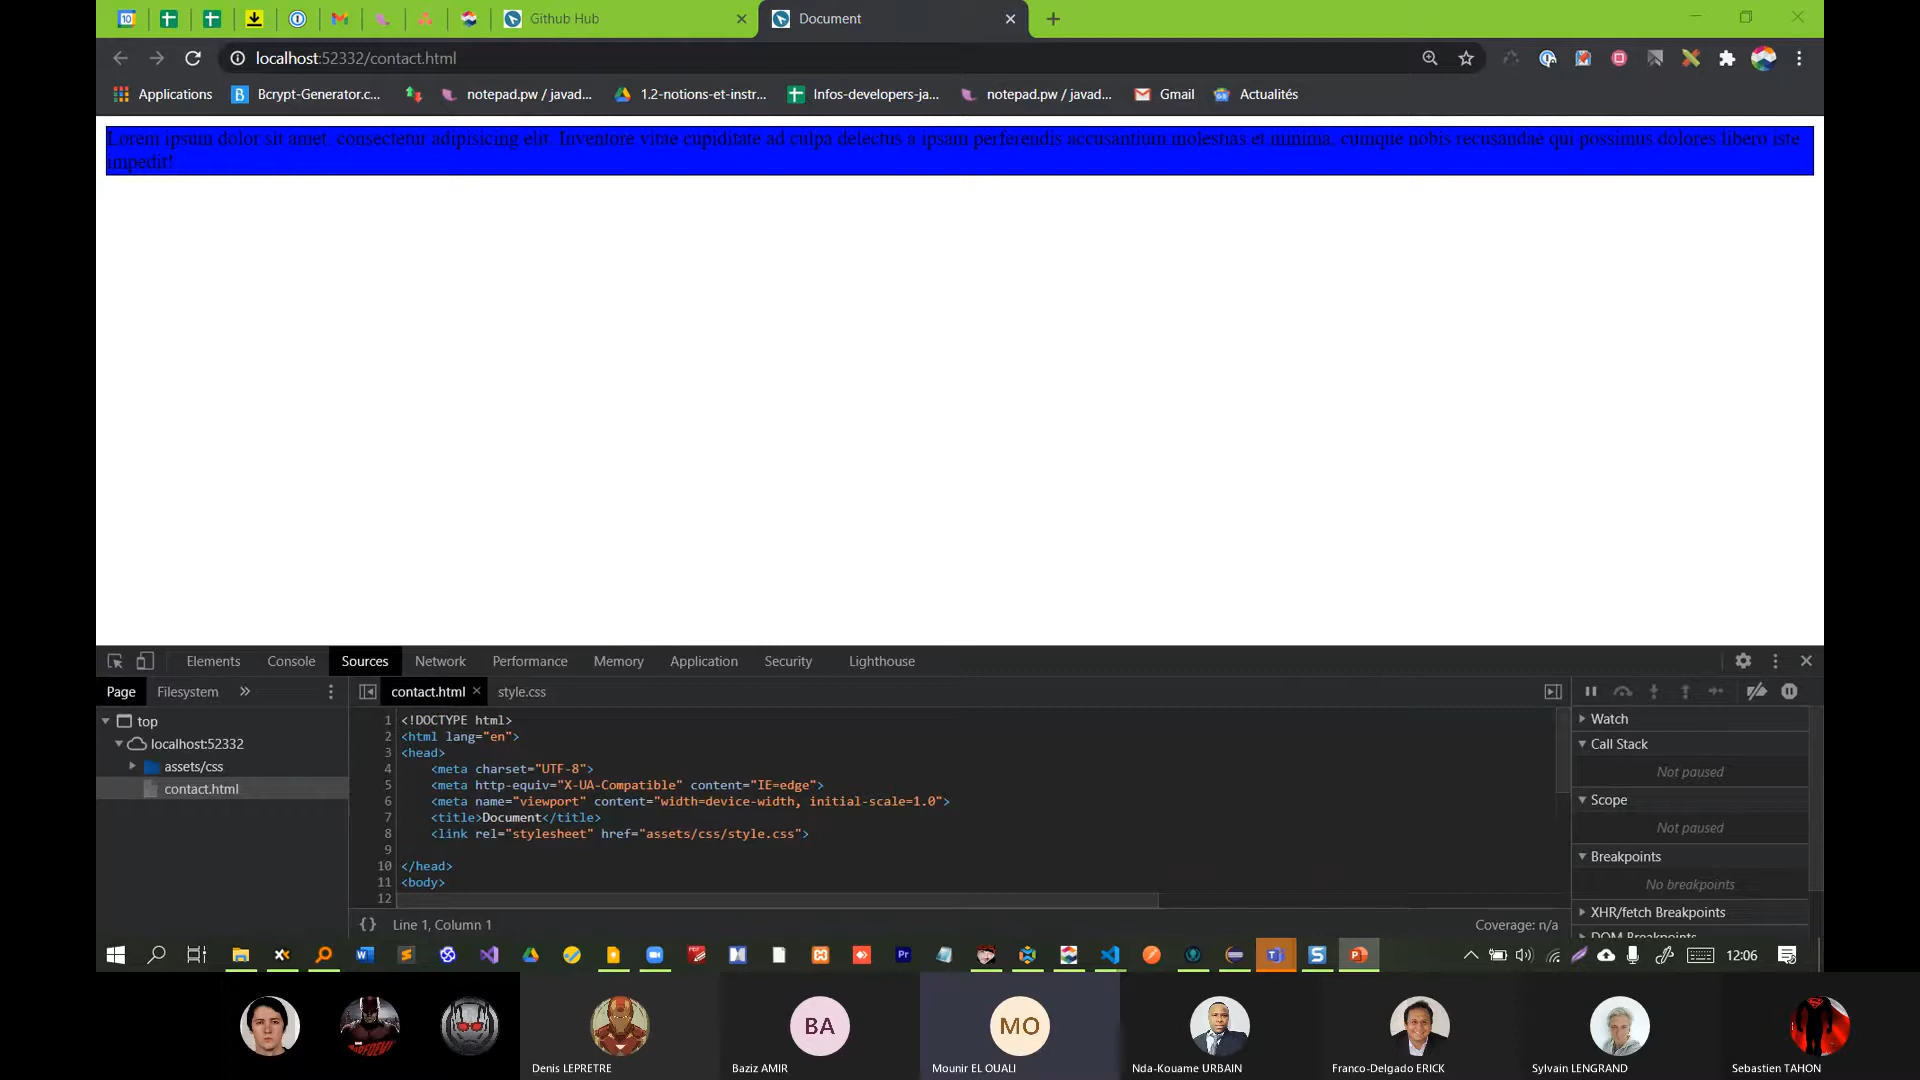 Github Hub
Document
localhost:52332/contact.html
Applications
Bcrypt-Generator.c...
notepad.pw / javad...
1.2-notions-et-instr...
Infos-developers-ja...
notepad.pw / javad...
Gmail
Actualités
Lorem ipsum dolor sit amet, consectetur adipisicing elit. Inventore vitae cupiditate ad culpa delectus a ipsam perferendis accusantium molestias et minima, cumque nobis recusandae qui possimus dolores libero iste
impedit!
Elements Console Sources Network Performance Memory Application Security Lighthouse
Page Filesystem
contact.html
style.css
top
localhost:52332
assets/css
contact.html
1 <!DOCTYPE html>
2 <html lang="en">
3 <head>
4 <meta charset="UTF-8">
5 <meta http-equiv="X-UA-Compatible" content="IE=edge">
6 <meta name="viewport" content="width=device-width, initial-scale=1.0">
7 <title>Document</title>
8 <link rel="stylesheet" href="assets/css/style.css">
9
10 </head>
11 <body>
12
{ } Line 1, Column 1
Coverage: n/a
Watch
Call Stack
Not paused
Scope
Not paused
Breakpoints
No breakpoints
XHR/fetch Breakpoints
DOM Breakpoints
12:06
BA
MO
Denis LEPRETRE
Baziz AMIR
Mounir EL OUALI
Nda-Kouame URBAIN
Franco-Delgado ERICK
Sylvain LENGRAND
Sebastien TAHON